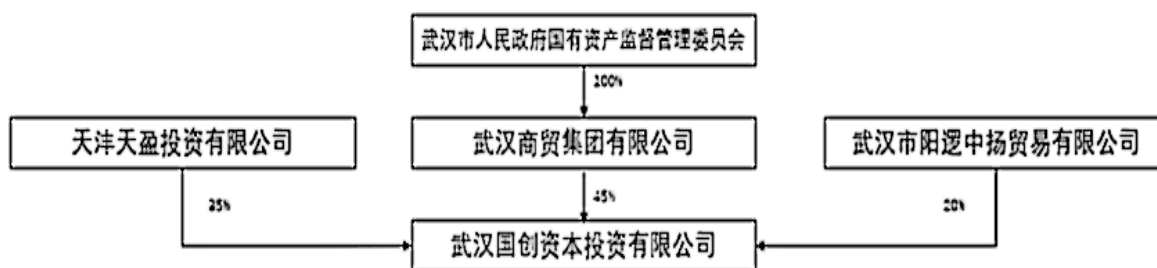 武汉市人民政府国有资产监督管理委员会
100%
天沣天盈投资有限公司
武汉商贸集团有限公司
武汉市阳逻中扬贸易有限公司
35%
45%
20%
武汉国创资本投资有限公司